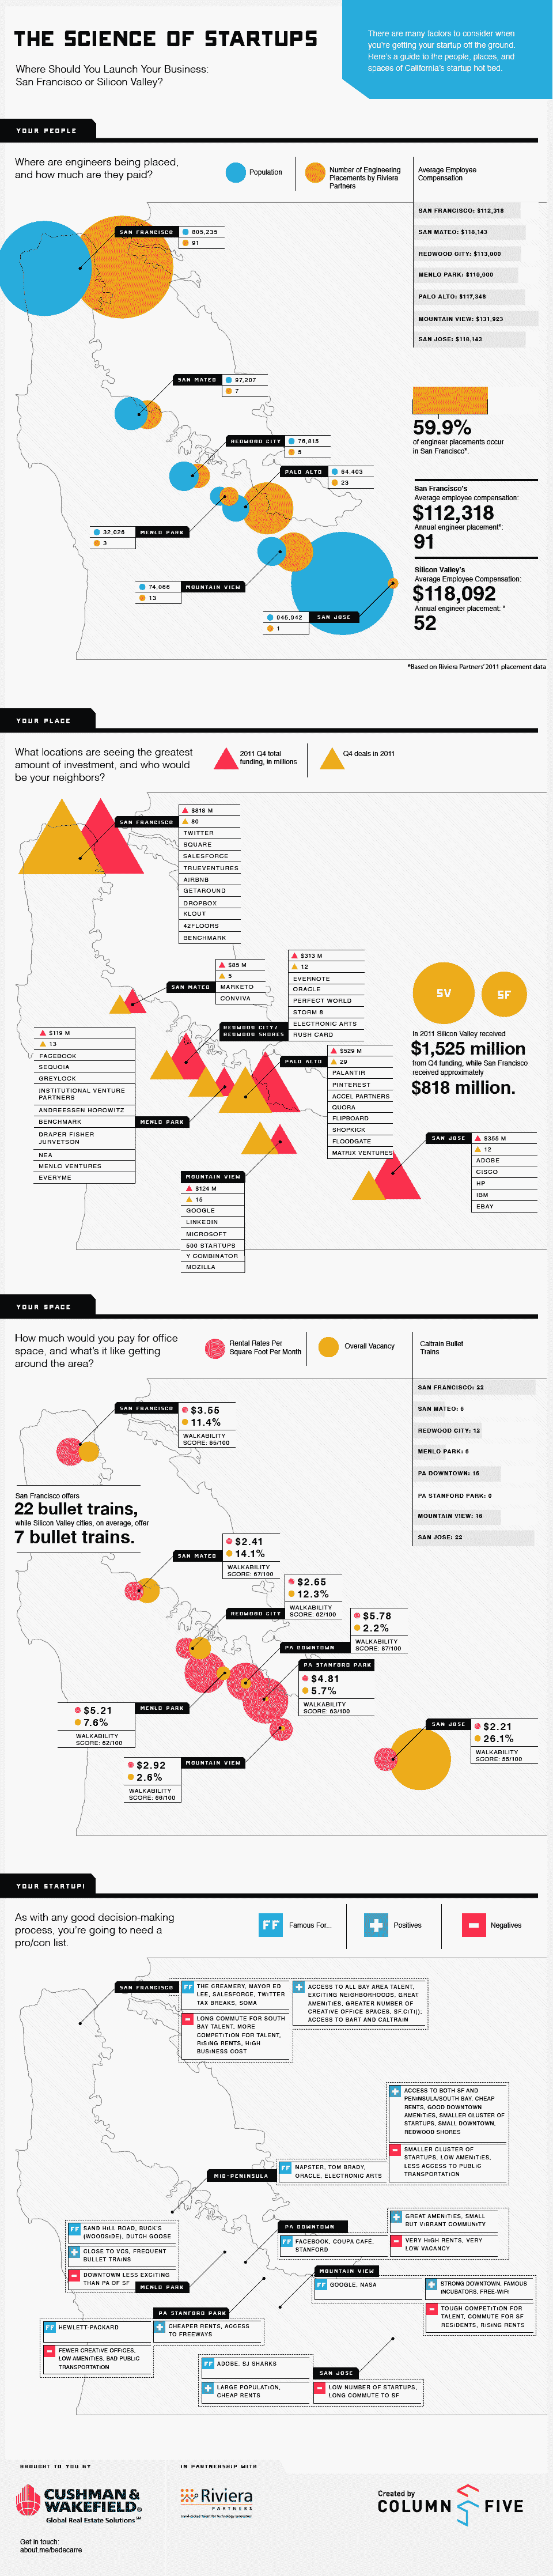 THE SCIENCE OF STARTUPS
Where Should You Launch Your Business:
San Francisco or Silicon Valley?
There are many factors to consider when
you're getting your startup off the ground.
Here's a guide to the people, places, and
spaces of California's startup hot bed.
YOUR PEOPLE
Where are engineers being placed,
and how much are they paid?
Population
Number of Engineering
Placements by Riviera
Partners
Average Employee
Compensation
SAN FRANCISCO: $112,318
SAN MATEO: $118,143
REDWOOD CITY: $113,000
MENLO PARK: $110,000
PALO ALTO: $117,348
MOUNTAIN VIEW: $131,923
SAN JOSE: $118,143
SAN FRANCISCO
805,235
91
SAN MATEO
97,207
7
REDWOOD CITY
76,815
5
PALO ALTO
64,403
23
32,026
3
MENLO PARK
74,066
13
MOUNTAIN VIEW
945,942
1
SAN JOSE
59.9%
of engineer placements occur
in San Francisco*.
San Francisco's
Average employee compensation:
$112,318
Annual engineer placement*:
91
Silicon Valley's
Average Employee Compensation:
$118,092
Annual engineer placement: *
52
*Based on Riviera Partners' 2011 placement data
YOUR PLACE
What locations are seeing the greatest
amount of investment, and who would
be your neighbors?
2011 Q4 total
funding, in millions
Q4 deals in 2011
SAN FRANCISCO
$818 M
80
TWITTER
SQUARE
SALESFORCE
TRUEVENTURES
AIRBNB
GETAROUND
DROPBOX
KLOUT
42FLOORS
BENCHMARK
SAN MATEO
$85 M
5
MARKETO
CONVIVA
REDWOOD CITY/
REDWOOD SHORES
$313 M
12
EVERNOTE
ORACLE
PERFECT WORLD
STORM 8
ELECTRONIC ARTS
RUSH CARD
$119 M
13
FACEBOOK
SEQUOIA
GREYLOCK
INSTITUTIONAL VENTURE
PARTNERS
ANDREESSEN HOROWITZ
BENCHMARK
DRAPER FISHER
JURVETSON
NEA
MENLO VENTURES
EVERYME
MENLO PARK
PALO ALTO
$529 M
29
PALANTIR
PINTEREST
ACCEL PARTNERS
QUORA
FLIPBOARD
SHOPKICK
FLOODGATE
MATRIX VENTURES
MOUNTAIN VIEW
$124 M
15
GOOGLE
LINKEDIN
MICROSOFT
500 STARTUPS
Y COMBINATOR
MOZILLA
SAN JOSE
$355 M
12
ADOBE
CISCO
HP
IBM
EBAY
SV
SF
In 2011 Silicon Valley received
$1,525 million
from Q4 funding, while San Francisco
received approximately
$818 million.
YOUR SPACE
How much would you pay for office
space, and what's it like getting
around the area?
Rental Rates Per
Square Foot Per Month
Overall Vacancy
Caltrain Bullet
Trains
SAN FRANCISCO: 22
SAN MATEO: 6
REDWOOD CITY: 12
MENLO PARK: 6
PA DOWNTOWN: 16
PA STANFORD PARK: 0
MOUNTAIN VIEW: 16
SAN JOSE: 22
SAN FRANCISCO
$3.55
11.4%
WALKABILITY
SCORE: 85/100
San Francisco offers
22 bullet trains,
while Silicon Valley cities, on average, offer
7 bullet trains.
SAN MATEO
$2.41
14.1%
WALKABILITY
SCORE: 67/100
REDWOOD CITY
$2.65
12.3%
WALKABILITY
SCORE: 62/100
PA DOWNTOWN
$5.78
2.2%
WALKABILITY
SCORE: 87/100
PA STANFORD PARK
$4.81
5.7%
WALKABILITY
SCORE: 63/100
$5.21
7.6%
WALKABILITY
SCORE: 62/100
MENLO PARK
$2.92
2.6%
WALKABILITY
SCORE: 66/100
MOUNTAIN VIEW
SAN JOSE
$2.21
26.1%
WALKABILITY
SCORE: 55/100
YOUR STARTUP!
As with any good decision-making
process, you're going to need a
pro/con list.
FF
Famous For...
Positives
Negatives
SAN FRANCISCO
FF
THE CREAMERY, MAYOR ED
LEE, SALESFORCE, TWITTER
TAX BREAKS, SOMA
LONG COMMUTE FOR SOUTH
BAY TALENT, MORE
COMPETITION FOR TALENT,
RISING RENTS, HIGH
BUSINESS COST
ACCESS TO ALL BAY AREA TALENT,
EXCITING NEIGHBORHOODS, GREAT
AMENITIES, GREATER NUMBER OF
CREATIVE OFFICE SPACES, SF.CITI();
ACCESS TO BART AND CALTRAIN
ACCESS TO BOTH SF AND
PENINSULA/SOUTH BAY, CHEAP
RENTS, GOOD DOWNTOWN
AMENITIES, SMALLER CLUSTER OF
STARTUPS, SMALL DOWNTOWN,
REDWOOD SHORES
SMALLER CLUSTER OF
STARTUPS, LOW AMENITIES,
LESS ACCESS TO PUBLIC
TRANSPORTATION
MID-PENINSULA
FF
NAPSTER, TOM BRADY,
ORACLE, ELECTRONIC ARTS
FF
SAND HILL ROAD, BUCK'S
(WOODSIDE), DUTCH GOOSE
CLOSE TO VCS, FREQUENT
BULLET TRAINS
DOWNTOWN LESS EXCITING
THAN PA OF SF
MENLO PARK
PA DOWNTOWN
FF
FACEBOOK, COUPA CAFE,
STANFORD
GREAT AMENITIES, SMALL
BUT VIBRANT COMMUNITY
VERY HIGH RENTS, VERY
LOW VACANCY
MOUNTAIN VIEW
FF
GOOGLE, NASA
STRONG DOWNTOWN, FAMOUS
INCUBATORS, FREE-WIFI
TOUGH COMPETITION FOR
TALENT, COMMUTE FOR SF
RESIDENTS, RISING RENTS
PA STANFORD PARK
FF
HEWLETT-PACKARD
CHEAPER RENTS, ACCESS
TO FREEWAYS
FEWER CREATIVE OFFICES,
LOW AMENITIES, BAD PUBLIC
TRANSPORTATION
FF
ADOBE, SJ SHARKS
SAN JOSE
LARGE POPULATION,
CHEAP RENTS
LOW NUMBER OF STARTUPS,
LONG COMMUTE TO SF
BROUGHT TO YOU BY
CUSHMAN &
WAKEFIELD®
Global Real Estate Solutions℠
Get in touch:
about.me/bedecarre
IN PARTNERSHIP WITH
Riviera
PARTNERS
Created by
COLUMN FIVE